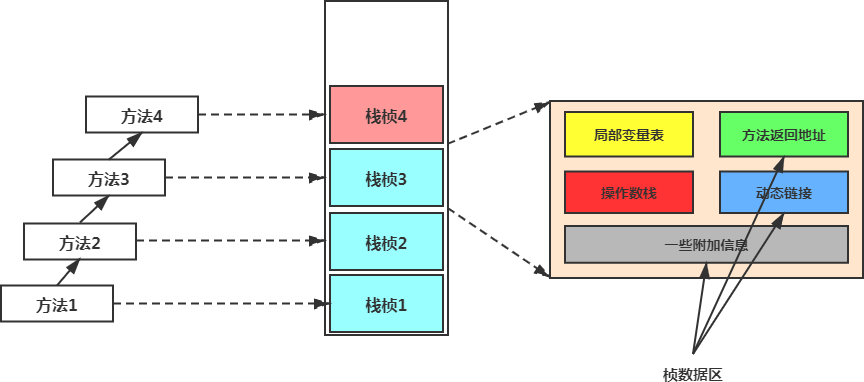 方法4
方法3
方法2
方法1
栈桢4
栈桢3
栈桢2
栈桢1
局部变量表
方法返回地址
操作数栈
动态链接
一些附加信息
桢数据区